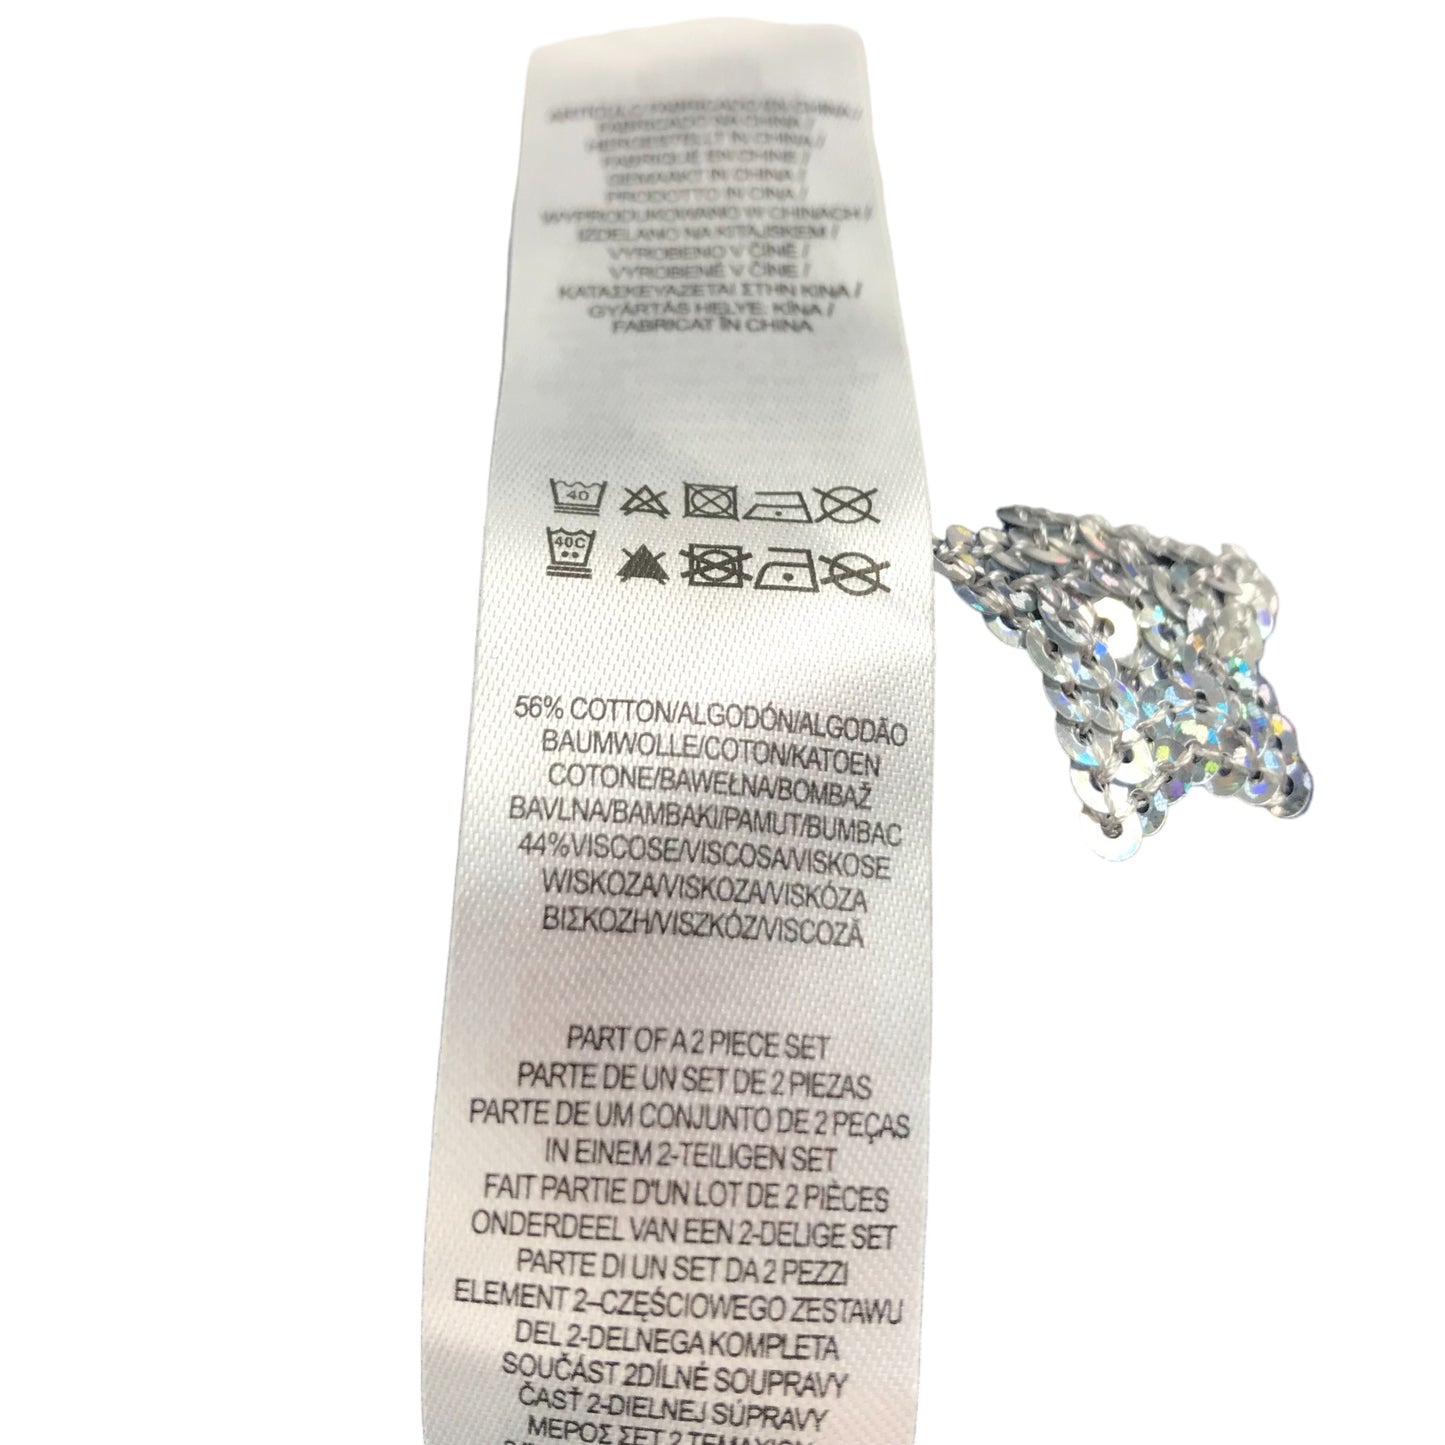 ARTICULO FABRICADO EN CHINA/
FABRICADO NA CHINA /
HERGESTELLT IN CHINA/
FABRIQUÉ EN CHINE /
GEMAAKT IN CHINA /
PRODOTTO IN CINA /
WYPRODUKOWANO W CHINACH /
IZDELANO NA KITAJSKEM /
VYROBENO V ČÍNĚ /
VYROBENÉ V ČÍNE /
ΚΑΤΑΣΚΕΥΑΖΕΤΑΙ ΣΤΗΝ ΚΙΝΑ /
GYÁRTÁS HELYE: KÍNA /
FABRICAT ÎN CHINA
40
40C
56% COTTON/ALGODÓN/ALGODÃO
BAUMWOLLE/COTON/KATOEN
COTONE/BAWEŁNA/BOMBAŽ
BAVLNA/BAMBAKI/PAMUT/BUMBAC
44%VISCOSE/VISCOSA/VISKOSE
WISKOZA/VISKOZA/VISKÓZA
ΒΙΣΚΟΖΗ/VISZKÓZ/VISCOZĂ
PART OF A 2 PIECE SET
PARTE DE UN SET DE 2 PIEZAS
PARTE DE UM CONJUNTO DE 2 PEÇAS
IN EINEM 2-TEILIGEN SET
FAIT PARTIE D'UN LOT DE 2 PIÈCES
ONDERDEEL VAN EEN 2-DELIGE SET
PARTE DI UN SET DA 2 PEZZI
ELEMENT 2–CZĘŚCIOWEGO ZESTAWU
DEL 2-DELNEGA KOMPLETA
SOUČÁST 2DÍLNÉ SOUPRAVY
ČASŤ 2-DIELNEJ SÚPRAVY
ΜΕΡΟΣ ΣΕΤ 2 ΤΕΜΑΧΙΩΝ